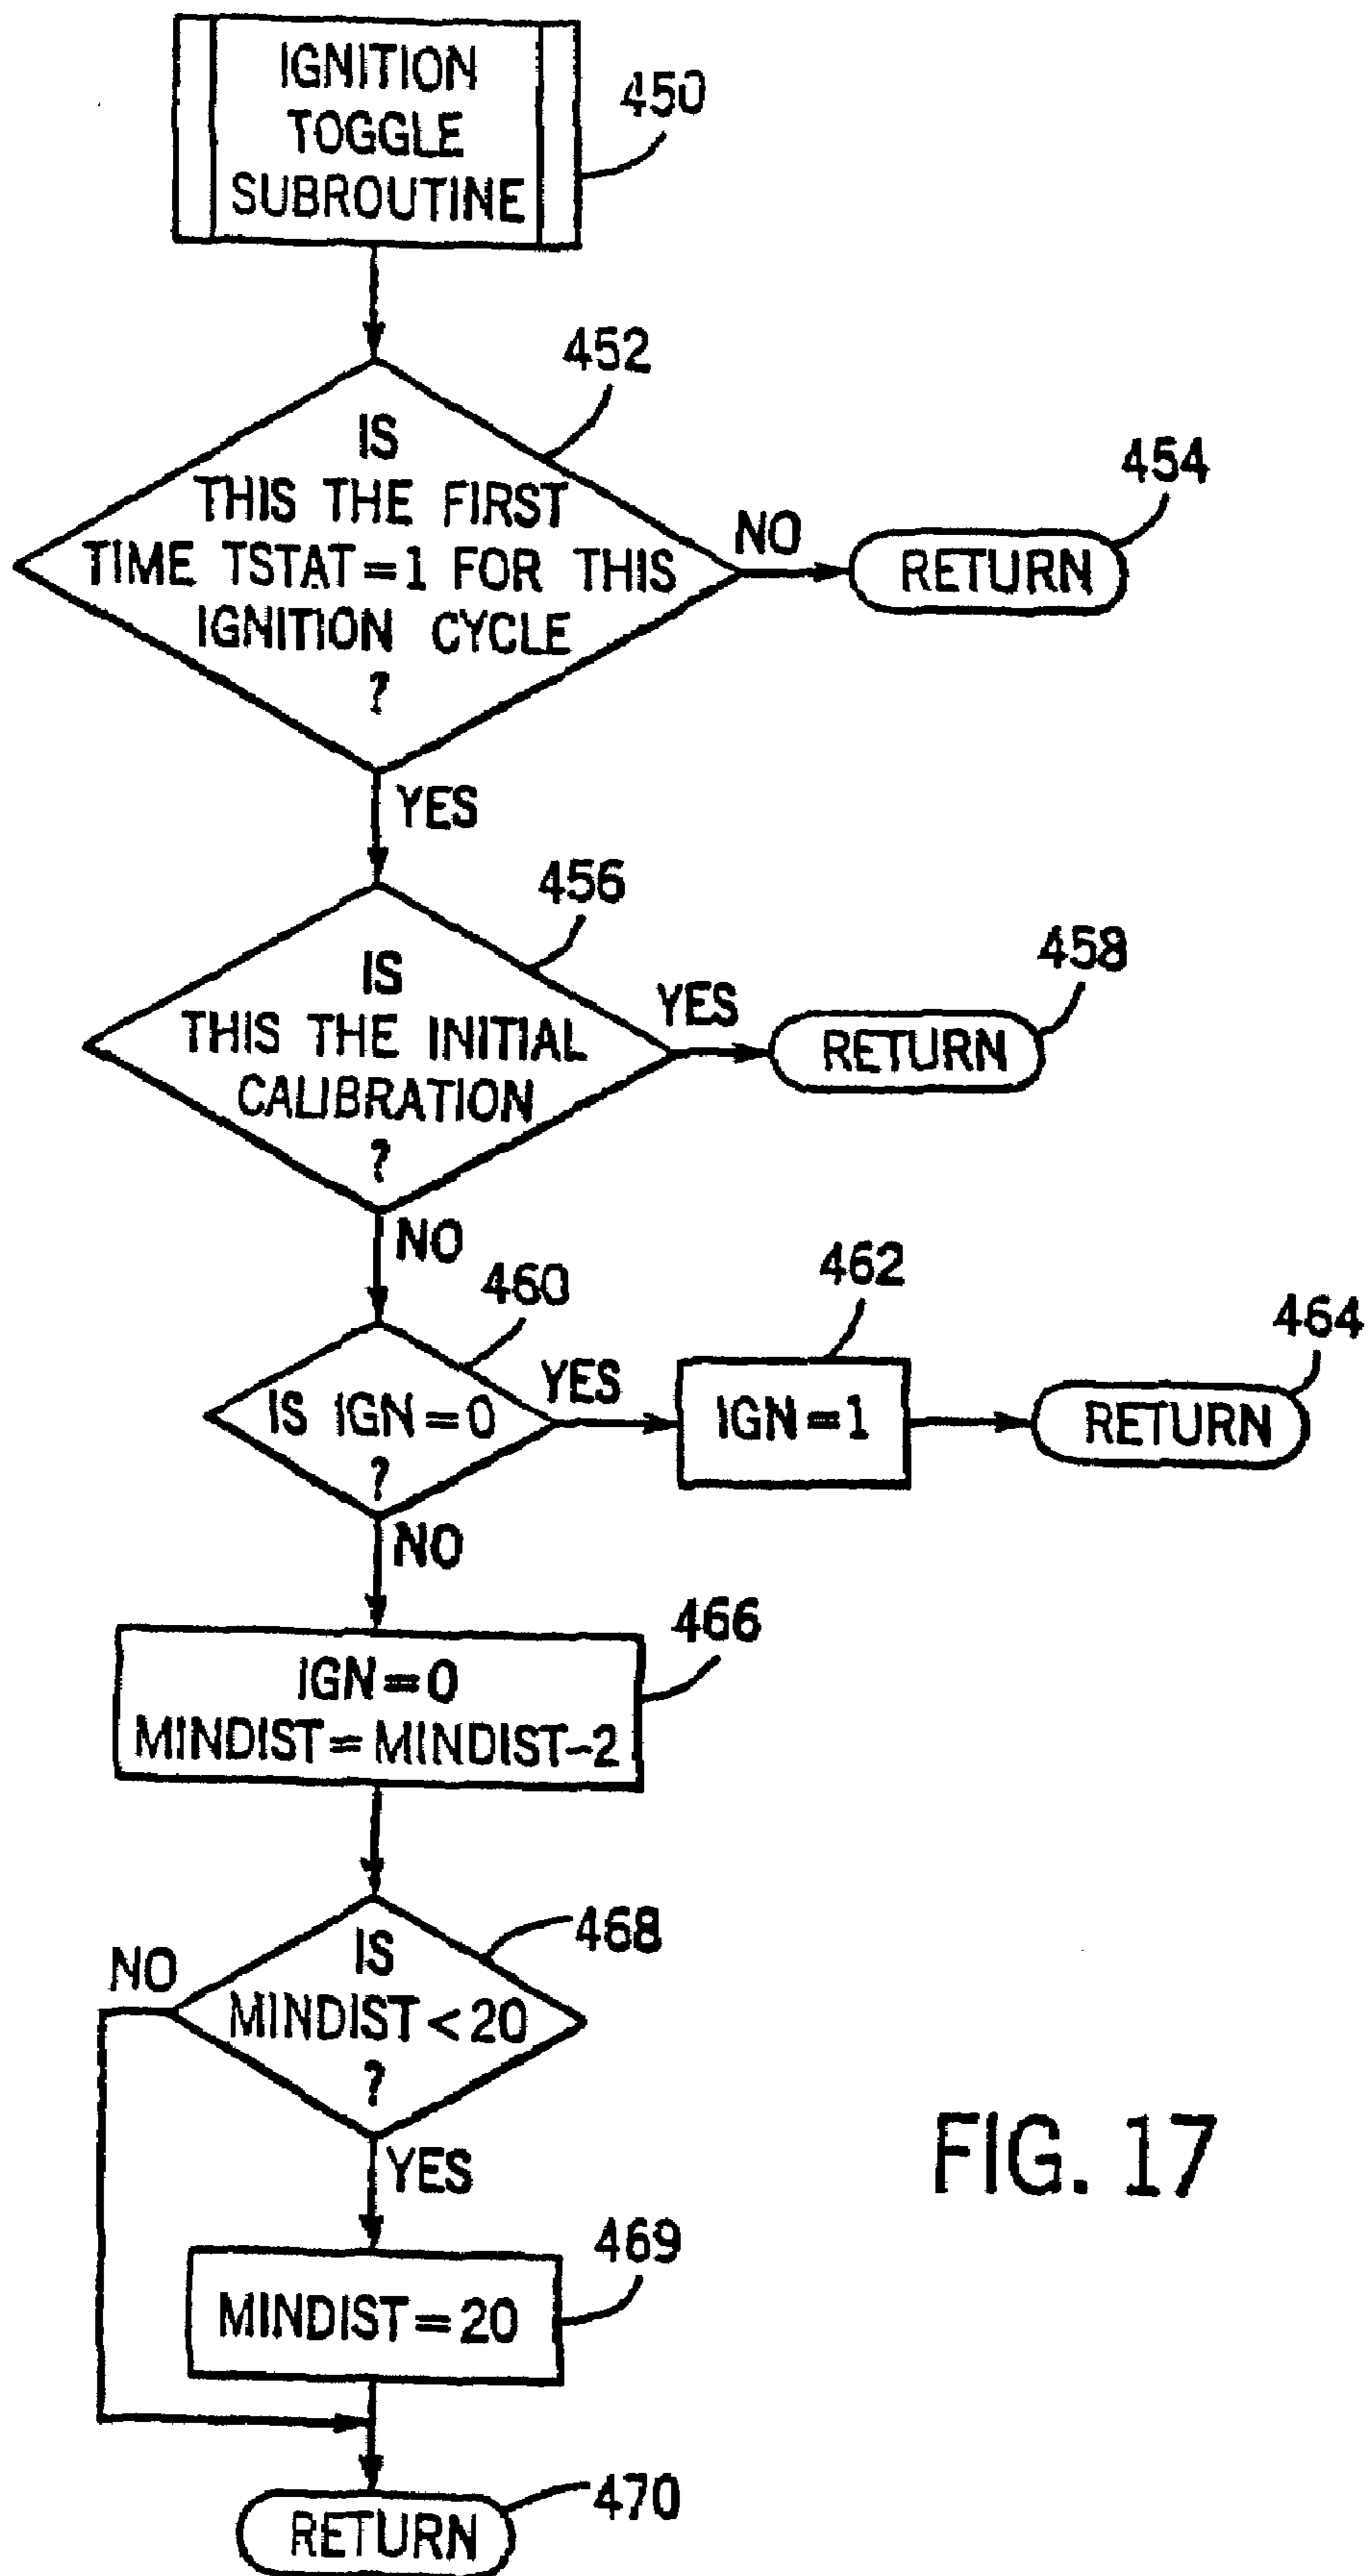 IGNITION
TOGGLE
SUBROUTINE
450
452
IS
THIS THE FIRST
TIME TSTAT=1 FOR THIS
IGNITION CYCLE
?
NO
454
RETURN
YES
456
IS
THIS THE INITIAL
CALIBRATION
?
YES
458
RETURN
NO
460
IS IGN=0
?
YES
462
IGN=1
464
RETURN
NO
466
IGN=0
MINDIST=MINDIST-2
468
IS
MINDIST<20
?
NO
YES
469
MINDIST=20
470
RETURN
FIG. 17